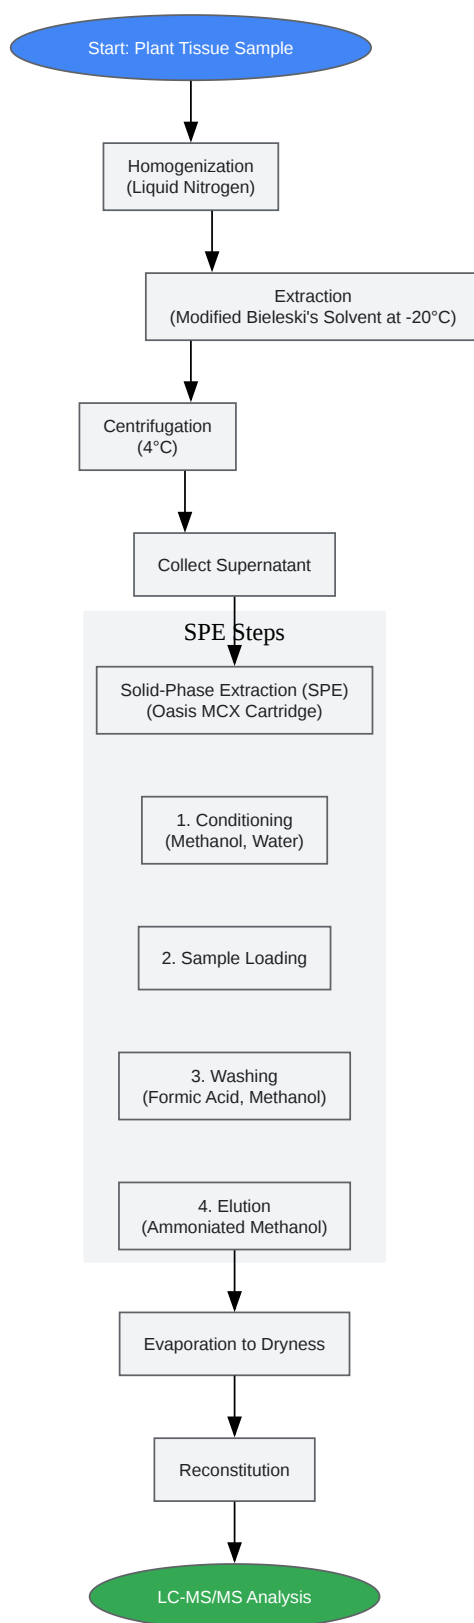 Start: Plant Tissue Sample
Homogenization
(Liquid Nitrogen)
Extraction
(Modified Bieleski's Solvent at -20°C)
Centrifugation
(4°C)
Collect Supernatant
SPE Steps
Solid-Phase Extraction (SPE)
(Oasis MCX Cartridge)
1. Conditioning
(Methanol, Water)
2. Sample Loading
3. Washing
(Formic Acid, Methanol)
4. Elution
(Ammoniated Methanol)
Evaporation to Dryness
Reconstitution
LC-MS/MS Analysis